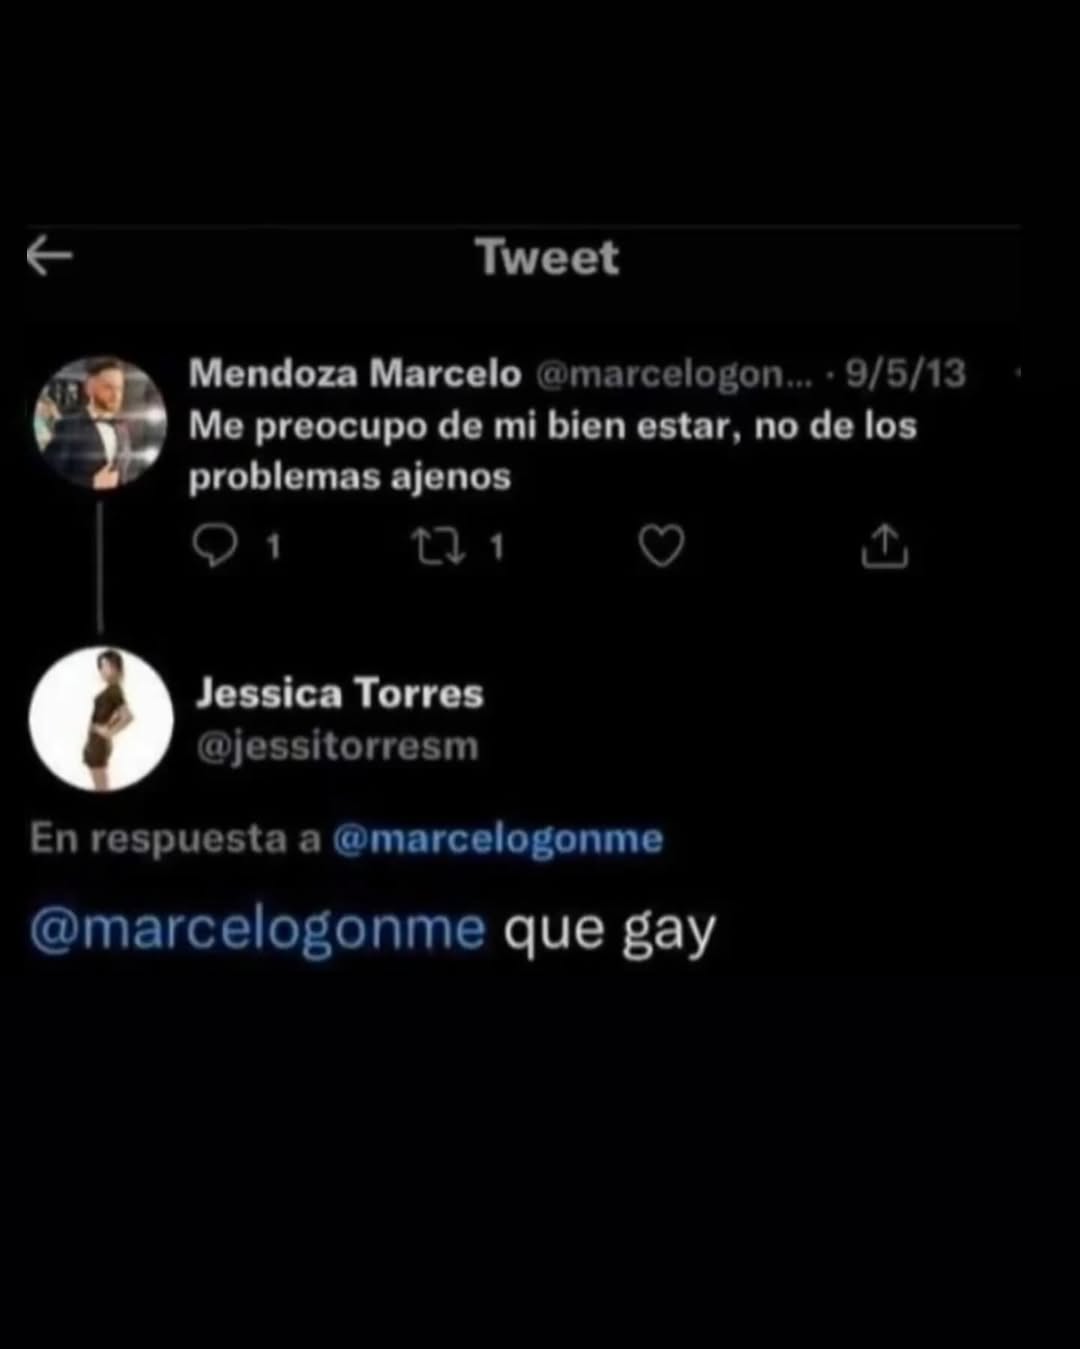 Tweet
Mendoza Marcelo @marcelogon... · 9/5/13
Me preocupo de mi bien estar, no de los
problemas ajenos
1 1
Jessica Torres
@jessitorresm
En respuesta a @marcelogonme
@marcelogonme que gay